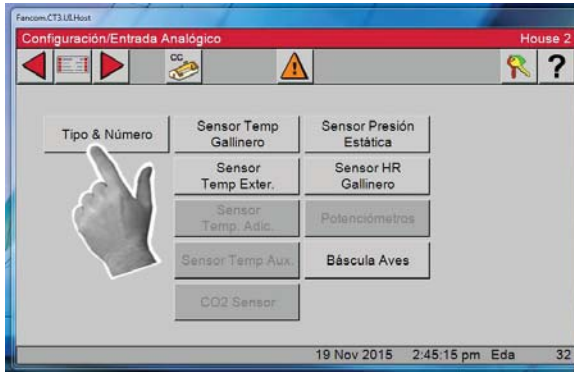 Fancom.CT3.UI.Host
Configuración/Entrada Analógico House 2
CC
?
Tipo & Número
Sensor Temp
Gallinero
Sensor Presión
Estática
Sensor
Temp Exter.
Sensor HR
Gallinero
Sensor
Temp. Adic.
Potenciómetros
Sensor Temp Aux.
Báscula Aves
CO2 Sensor
19 Nov 2015 2:45:15 pm Eda 32